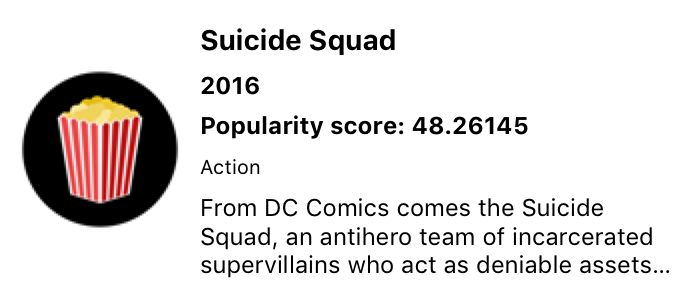 Suicide Squad
2016
Popularity score: 48.26145
Action
From DC Comics comes the Suicide
Squad, an antihero team of incarcerated
supervillains who act as deniable assets...